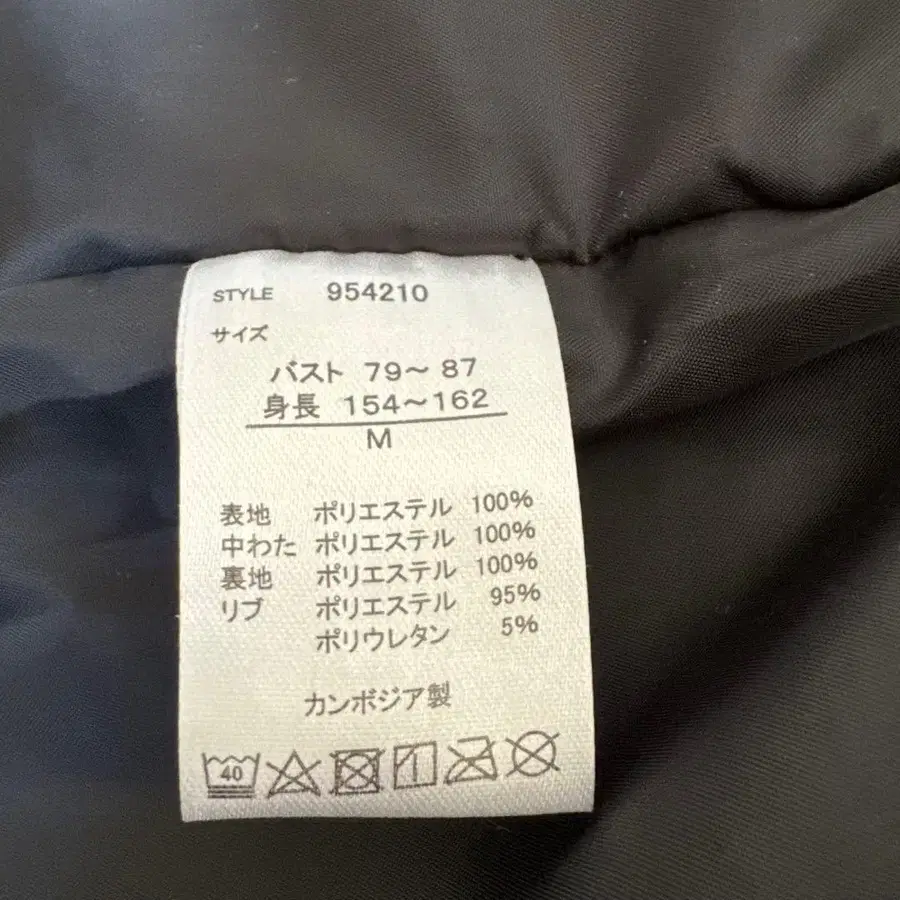 STYLE 954210
サイズ
バスト 79～ 87
身長 154～162
M
表地 ポリエステル 100%
中わた ポリエステル 100%
裏地 ポリエステル 100%
リブ ポリエステル 95%
ポリウレタン 5%
カンボジア製
40